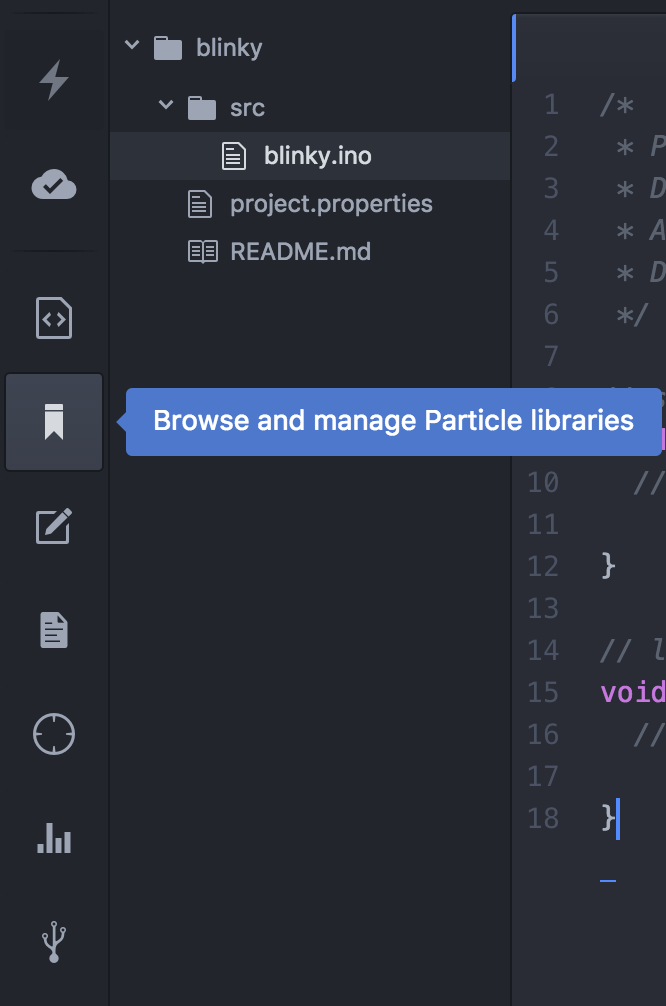 blinky
src
blinky.ino
project.properties
README.md
Browse and manage Particle libraries
1 /*
2 * P
3 * D
4 * A
5 * D
6 */
7
10 //
11
12 }
13
14 // l
15 void
16 //
17
18 }